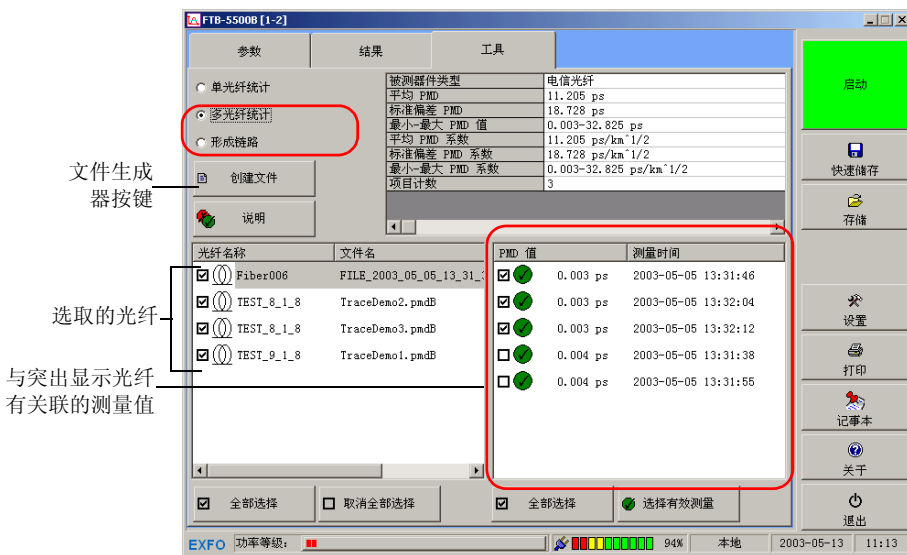 FTB-5500B [1-2]
参数
结果
工具
单光纤统计
多光纤统计
形成链路
被测器件类型 电信光纤
平均 PMD 11.205 ps
标准偏差 PMD 18.728 ps
最小-最大 PMD 值 0.003-32.825 ps
平均 PMD 系数 11.205 ps/km^1/2
标准偏差 PMD 系数 18.728 ps/km^1/2
最小-最大 PMD 系数 0.003-32.825 ps/km^1/2
项目计数 3
文件生成
器按键
创建文件
说明
光纤名称 文件名
Fiber006 FILE_2003_05_05_13_31_
TEST_8_1_8 TraceDemo2.pmdB
TEST_8_1_8 TraceDemo3.pmdB
TEST_9_1_8 TraceDemo1.pmdB
选取的光纤
与突出显示光纤
有关联的测量值
PMD 值 测量时间
0.003 ps 2003-05-05 13:31:46
0.003 ps 2003-05-05 13:32:04
0.003 ps 2003-05-05 13:32:12
0.004 ps 2003-05-05 13:31:38
0.004 ps 2003-05-05 13:31:55
全部选择
取消全部选择
全部选择
选择有效测量
启动
快速储存
存储
设置
打印
记事本
关于
退出
EXFO 功率等级: 94% 本地 2003-05-13 11:13